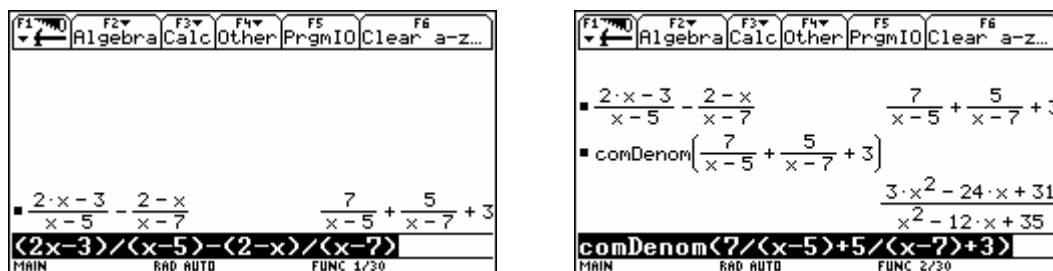 F1 F2 F3 F4 F5 F6
Algebra Calc Other PrgmIO Clear a-z...
2·x - 3 / x - 5 - 2 - x / x - 7    7 / x - 5 + 5 / x - 7 + 3
(2x-3)/(x-5)-(2-x)/(x-7)
MAIN RAD AUTO FUNC 1/30
F1 F2 F3 F4 F5 F6
Algebra Calc Other PrgmIO Clear a-z...
2·x - 3 / x - 5 - 2 - x / x - 7    7 / x - 5 + 5 / x - 7 + 3
comDenom(7 / x - 5 + 5 / x - 7 + 3)
3·x² - 24·x + 31 / x² - 12·x + 35
comDenom(7/(x-5)+5/(x-7)+3)
MAIN RAD AUTO FUNC 2/30